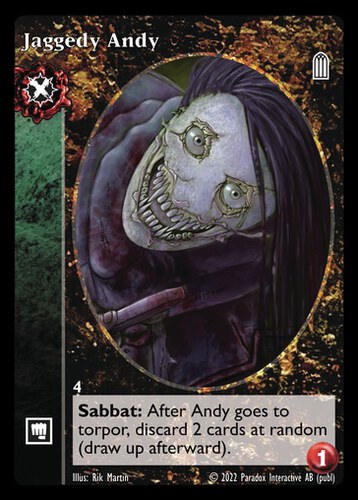 Jaggedy Andy
4
Sabbat: After Andy goes to
torpor, discard 2 cards at random
(draw up afterward).
1
Illus: Rik Martin © 2022 Paradox Interactive AB (publ)